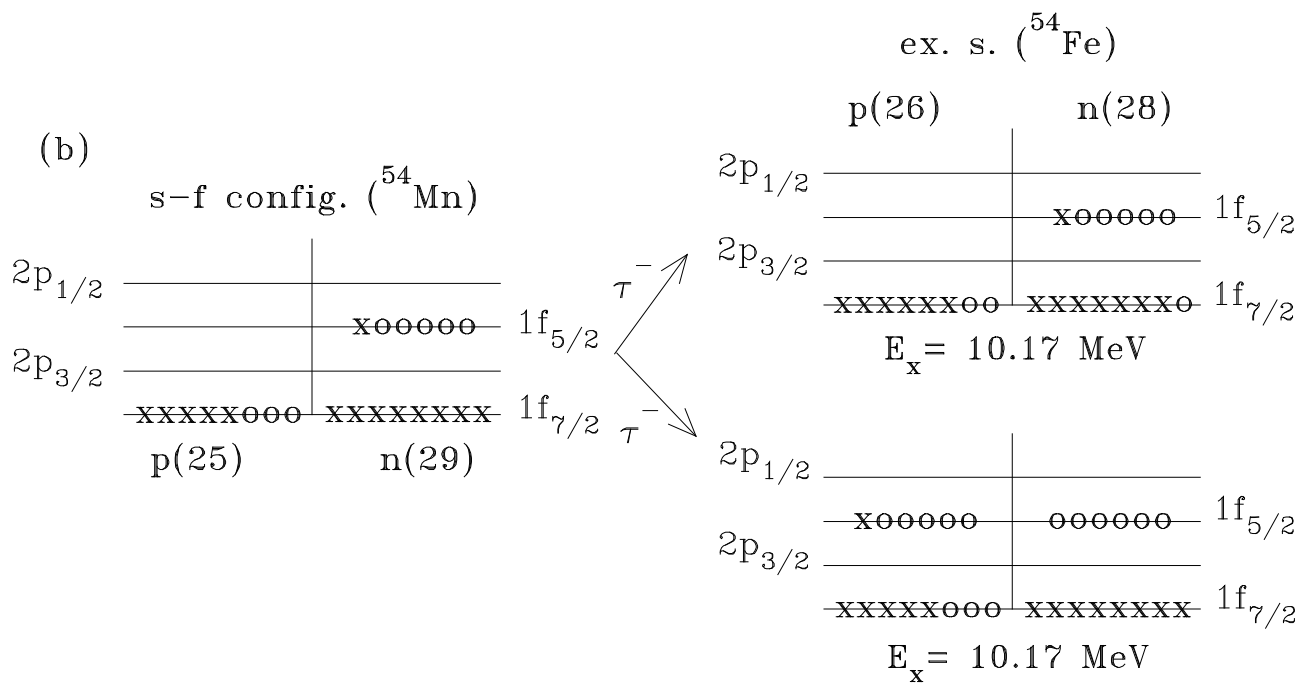 (b)
s-f config. (⁵⁴Mn)
2p₁/₂
xooooo 1f₅/₂
2p₃/₂
xxxxxooo xxxxxxxx 1f₇/₂
p(25) n(29)
τ⁻
τ⁻
ex. s. (⁵⁴Fe)
p(26) n(28)
2p₁/₂
xooooo 1f₅/₂
2p₃/₂
xxxxxxoo xxxxxxxo 1f₇/₂
Eₓ= 10.17 MeV
2p₁/₂
xooooo oooooo 1f₅/₂
2p₃/₂
xxxxxooo xxxxxxxx 1f₇/₂
Eₓ= 10.17 MeV